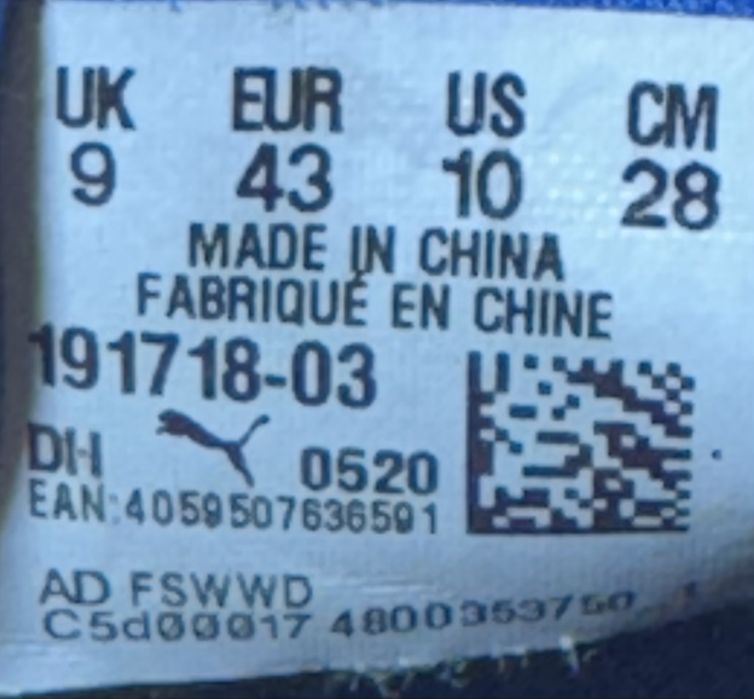 UK EUR US CM
9 43 10 28
MADE IN CHINA
FABRIQUÉ EN CHINE
191718-03
DH 0520
EAN:4059507636591
AD FSWWD
C5d00017 4800353750 1